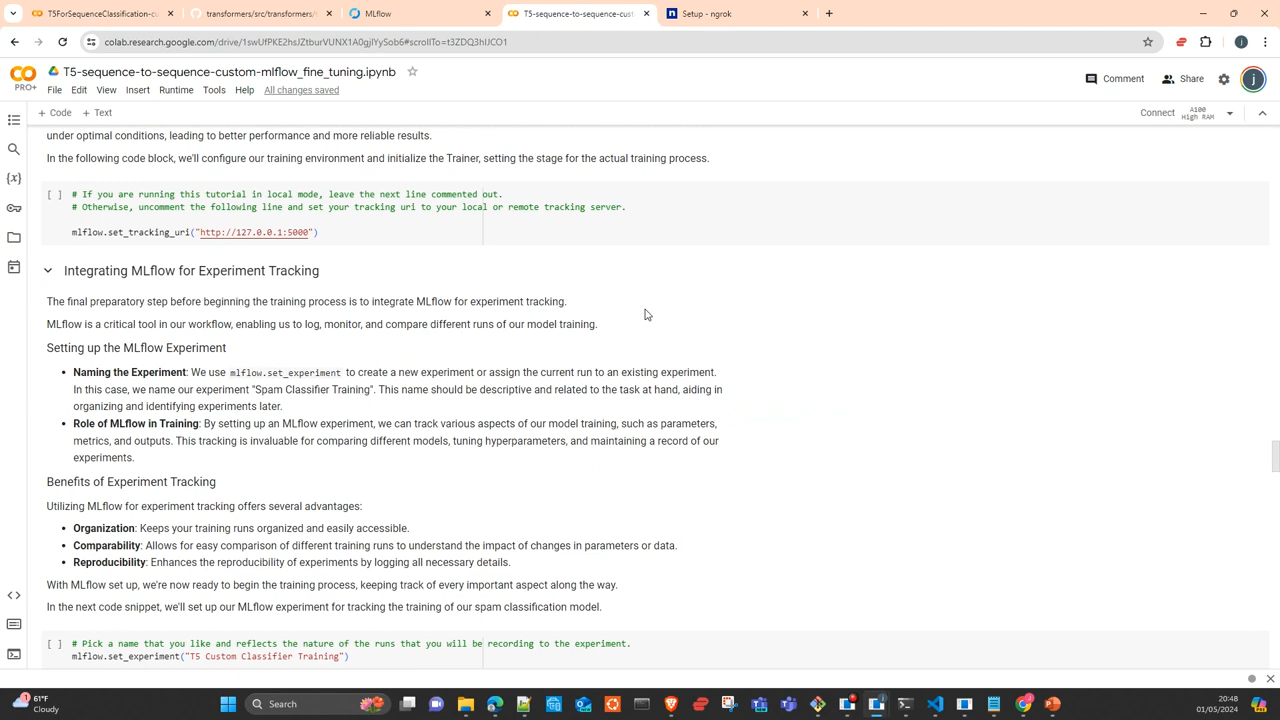 T5ForSequenceClassification-cu
transformers/src/transformers/
MLflow
T5-sequence-to-sequence-cust
Setup - ngrok
colab.research.google.com/drive/1swUfPKE2hsJZtburVUNX1A0gjlYySob6#scrollTo=t3ZDQ3hIJCO1
j
CO
PRO+
T5-sequence-to-sequence-custom-mlflow_fine_tuning.ipynb
File Edit View Insert Runtime Tools Help All changes saved
Comment Share j
+ Code + Text
Connect A100 High RAM
under optimal conditions, leading to better performance and more reliable results.
In the following code block, we'll configure our training environment and initialize the Trainer, setting the stage for the actual training process.
[ ] # If you are running this tutorial in local mode, leave the next line commented out.
# Otherwise, uncomment the following line and set your tracking uri to your local or remote tracking server.
mlflow.set_tracking_uri("http://127.0.0.1:5000")
Integrating MLflow for Experiment Tracking
The final preparatory step before beginning the training process is to integrate MLflow for experiment tracking.
MLflow is a critical tool in our workflow, enabling us to log, monitor, and compare different runs of our model training.
Setting up the MLflow Experiment
• Naming the Experiment: We use mlflow.set_experiment to create a new experiment or assign the current run to an existing experiment.
In this case, we name our experiment "Spam Classifier Training". This name should be descriptive and related to the task at hand, aiding in
organizing and identifying experiments later.
• Role of MLflow in Training: By setting up an MLflow experiment, we can track various aspects of our model training, such as parameters,
metrics, and outputs. This tracking is invaluable for comparing different models, tuning hyperparameters, and maintaining a record of our
experiments.
Benefits of Experiment Tracking
Utilizing MLflow for experiment tracking offers several advantages:
• Organization: Keeps your training runs organized and easily accessible.
• Comparability: Allows for easy comparison of different training runs to understand the impact of changes in parameters or data.
• Reproducibility: Enhances the reproducibility of experiments by logging all necessary details.
With MLflow set up, we're now ready to begin the training process, keeping track of every important aspect along the way.
In the next code snippet, we'll set up our MLflow experiment for tracking the training of our spam classification model.
[ ] # Pick a name that you like and reflects the nature of the runs that you will be recording to the experiment.
mlflow.set_experiment("T5 Custom Classifier Training")
61°F
Cloudy
Search
20:48
01/05/2024